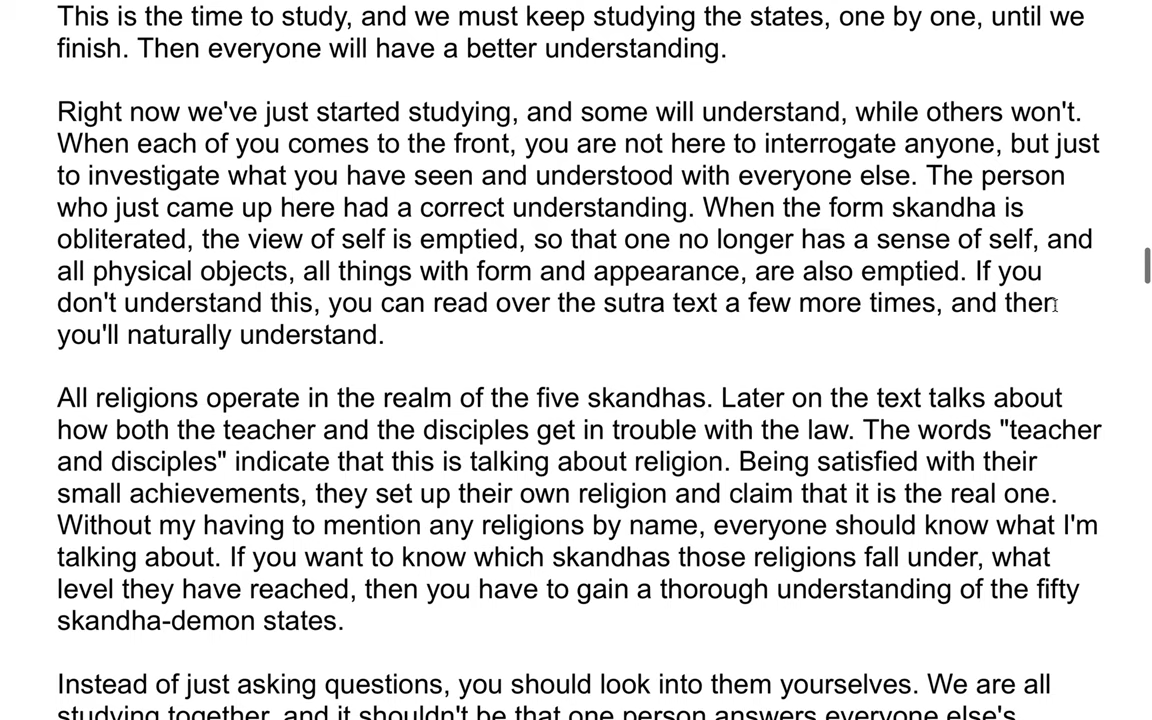 This is the time to study, and we must keep studying the states, one by one, until we
finish. Then everyone will have a better understanding.
Right now we've just started studying, and some will understand, while others won't.
When each of you comes to the front, you are not here to interrogate anyone, but just
to investigate what you have seen and understood with everyone else. The person
who just came up here had a correct understanding. When the form skandha is
obliterated, the view of self is emptied, so that one no longer has a sense of self, and
all physical objects, all things with form and appearance, are also emptied. If you
don't understand this, you can read over the sutra text a few more times, and then
you'll naturally understand.
All religions operate in the realm of the five skandhas. Later on the text talks about
how both the teacher and the disciples get in trouble with the law. The words "teacher
and disciples" indicate that this is talking about religion. Being satisfied with their
small achievements, they set up their own religion and claim that it is the real one.
Without my having to mention any religions by name, everyone should know what I'm
talking about. If you want to know which skandhas those religions fall under, what
level they have reached, then you have to gain a thorough understanding of the fifty
skandha-demon states.
Instead of just asking questions, you should look into them yourselves. We are all
studying together, and it shouldn't be that one person answers everyone else's